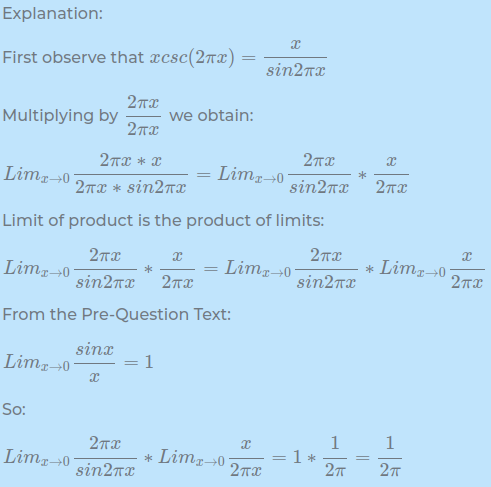 Explanation:
First observe that $xcsc(2\pi x) = \frac{x}{sin2\pi x}$
Multiplying by $\frac{2\pi x}{2\pi x}$ we obtain:
$Lim_{x \to 0} \frac{2\pi x * x}{2\pi x * sin2\pi x} = Lim_{x \to 0} \frac{2\pi x}{sin2\pi x} * \frac{x}{2\pi x}$
Limit of product is the product of limits:
$Lim_{x \to 0} \frac{2\pi x}{sin2\pi x} * \frac{x}{2\pi x} = Lim_{x \to 0} \frac{2\pi x}{sin2\pi x} * Lim_{x \to 0} \frac{x}{2\pi x}$
From the Pre-Question Text:
$Lim_{x \to 0} \frac{sinx}{x} = 1$
So:
$Lim_{x \to 0} \frac{2\pi x}{sin2\pi x} * Lim_{x \to 0} \frac{x}{2\pi x} = 1 * \frac{1}{2\pi} = \frac{1}{2\pi}$